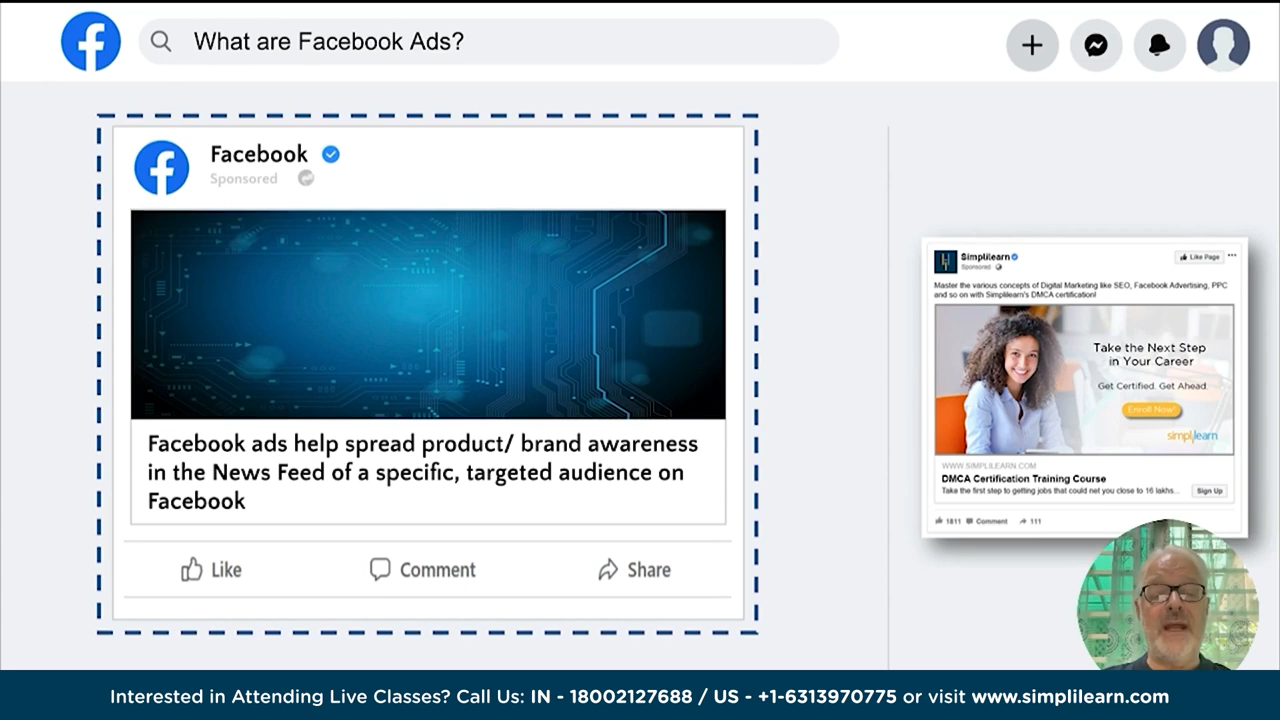 What are Facebook Ads?
Facebook
Sponsored
Facebook ads help spread product/ brand awareness
in the News Feed of a specific, targeted audience on
Facebook
Like
Comment
Share
Simplilearn
Sponsored
Like Page
Master the various concepts of Digital Marketing like SEO, Facebook Advertising, PPC
and so on with Simplilearn's DMCA certification!
Take the Next Step
in Your Career
Get Certified. Get Ahead.
Enroll Now
simplilearn
WWW.SIMPLILEARN.COM
DMCA Certification Training Course
Take the first step to getting jobs that could net you close to 16 lakhs...
Sign Up
1811 Comment 111
Interested in Attending Live Classes? Call Us: IN - 18002127688 / US - +1-6313970775 or visit www.simplilearn.com